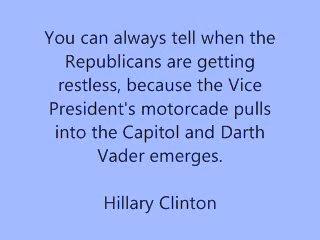 You can always tell when the
Republicans are getting
restless, because the Vice
President's motorcade pulls
into the Capitol and Darth
Vader emerges.
Hillary Clinton